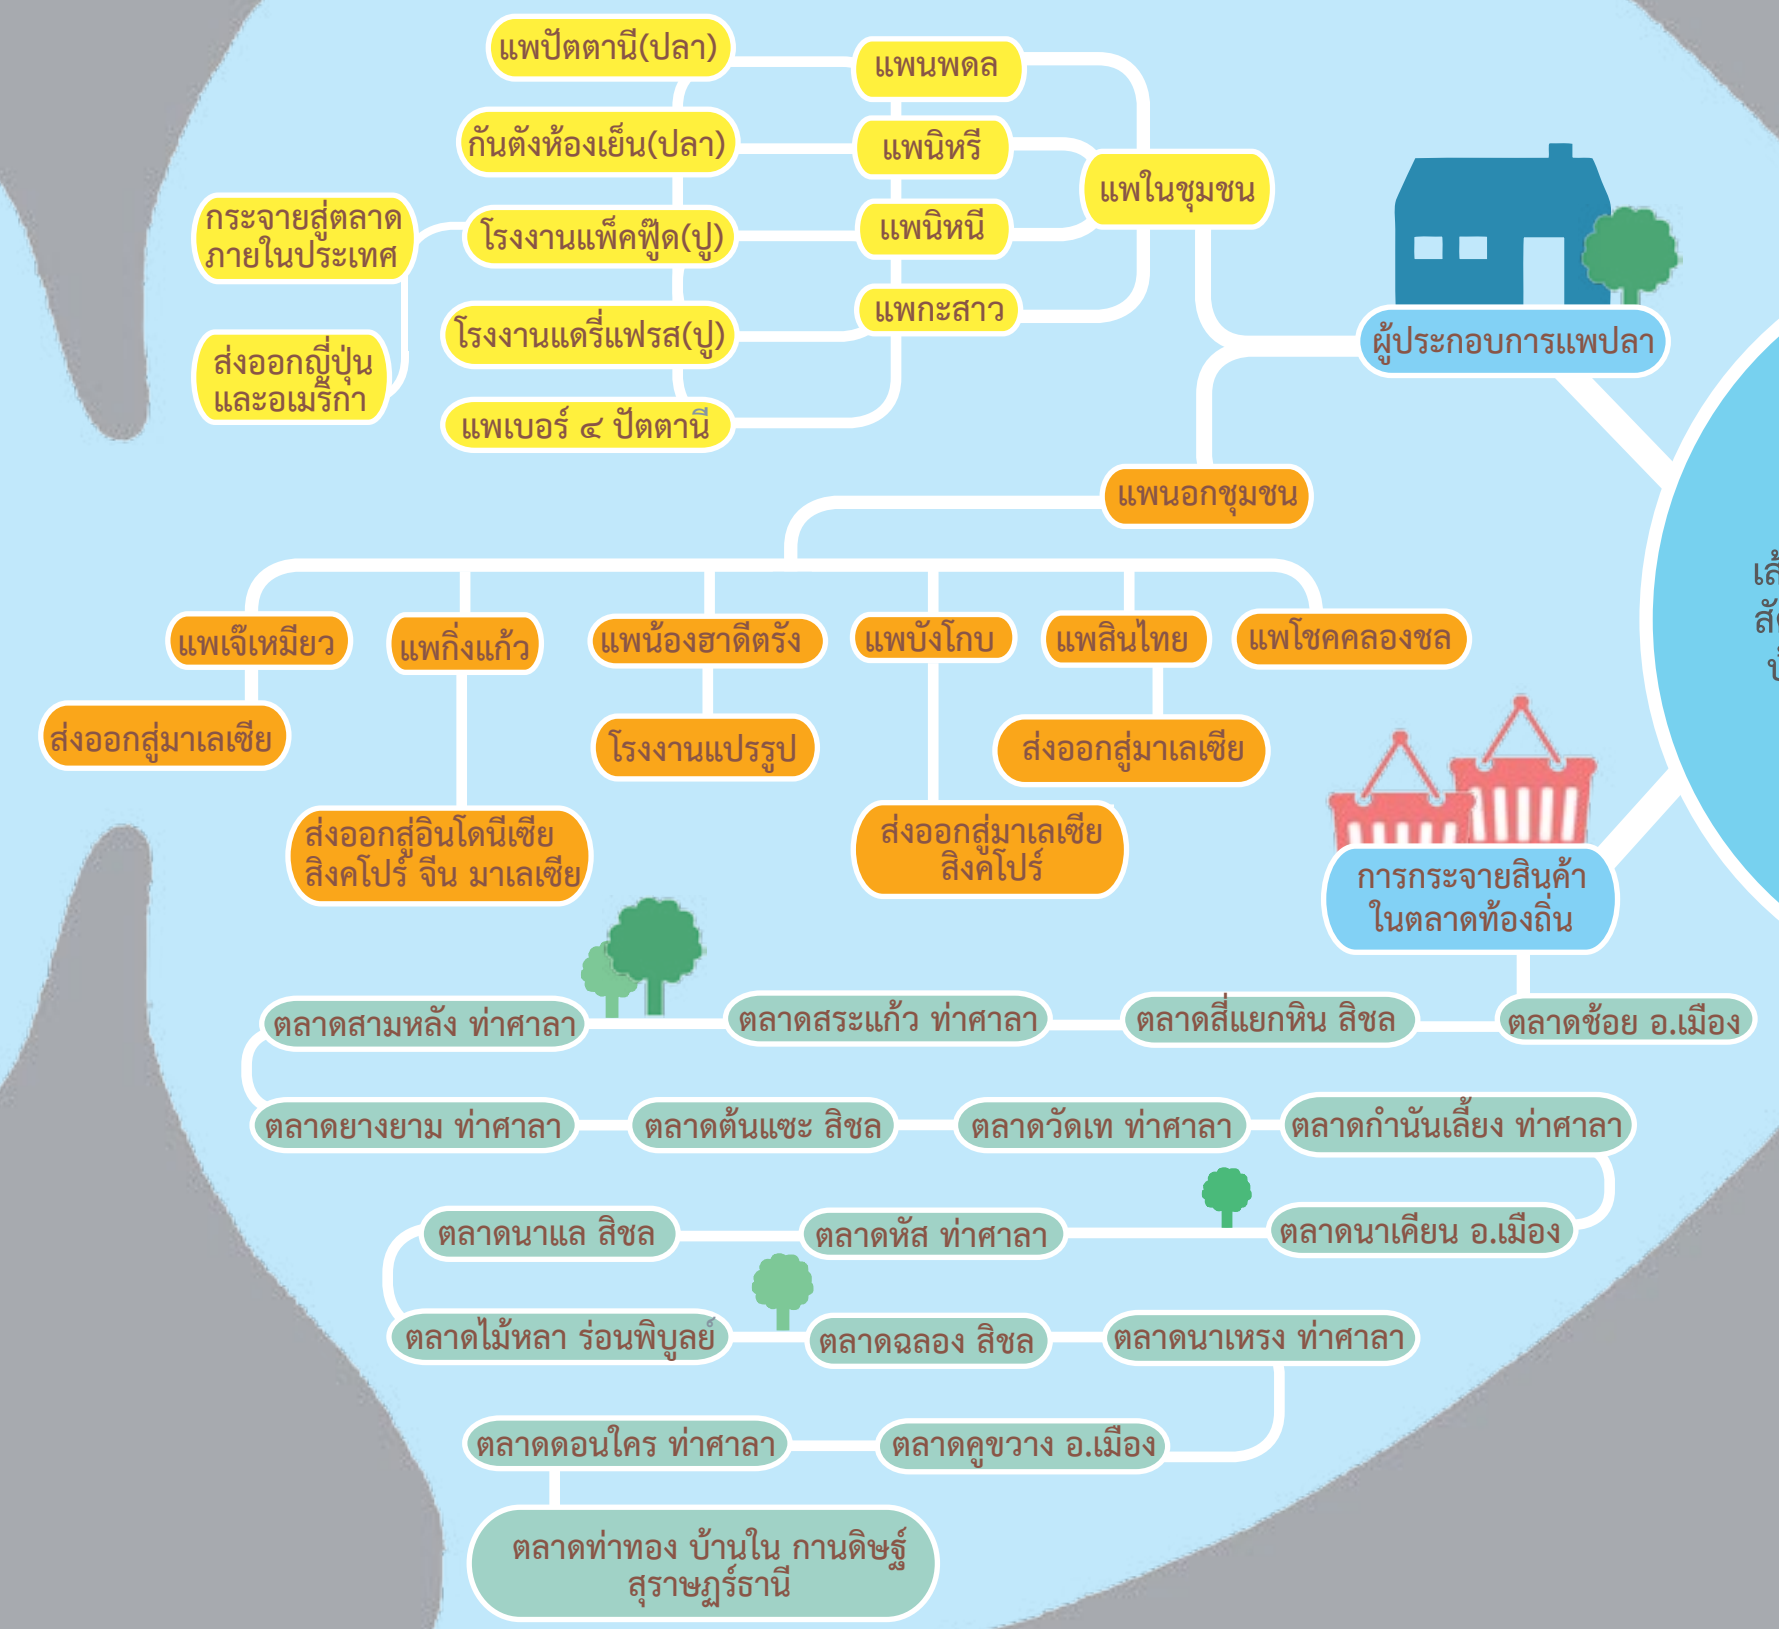 แพปัตตานี(ปลา)
แพนพดล
กันตังห้องเย็น(ปลา)
แพนิหรี
แพในชุมชน
กระจายสู่ตลาด
ภายในประเทศ
โรงงานแพ็คฟู๊ด(ปู)
แพนิหนี
แพกะสาว
โรงงานแดรี่แฟรส(ปู)
ผู้ประกอบการแพปลา
ส่งออกญี่ปุ่น
และอเมริกา
แพเบอร์ ๔ ปัตตานี
แพนอกชุมชน
แพเจ๊เหมียว
แพกิ่งแก้ว
แพน้องฮาดีตรัง
แพบังโกบ
แพสินไทย
แพโชคคลองชล
ส่งออกสู่มาเลเซีย
โรงงานแปรรูป
ส่งออกสู่มาเลเซีย
ส่งออกสู่อินโดนีเซีย
สิงคโปร์ จีน มาเลเซีย
ส่งออกสู่มาเลเซีย
สิงคโปร์
การกระจายสินค้า
ในตลาดท้องถิ่น
ตลาดสามหลัง ท่าศาลา
ตลาดสระแก้ว ท่าศาลา
ตลาดสี่แยกหิน สิชล
ตลาดช้อย อ.เมือง
ตลาดยางยาม ท่าศาลา
ตลาดต้นแซะ สิชล
ตลาดวัดเท ท่าศาลา
ตลาดกำนันเลี้ยง ท่าศาลา
ตลาดนาแล สิชล
ตลาดหัส ท่าศาลา
ตลาดนาเคียน อ.เมือง
ตลาดไม้หลา ร่อนพิบูลย์
ตลาดฉลอง สิชล
ตลาดนาเหรง ท่าศาลา
ตลาดดอนใคร ท่าศาลา
ตลาดคูขวาง อ.เมือง
ตลาดท่าทอง บ้านใน กานดิษฐ์
สุราษฎร์ธานี